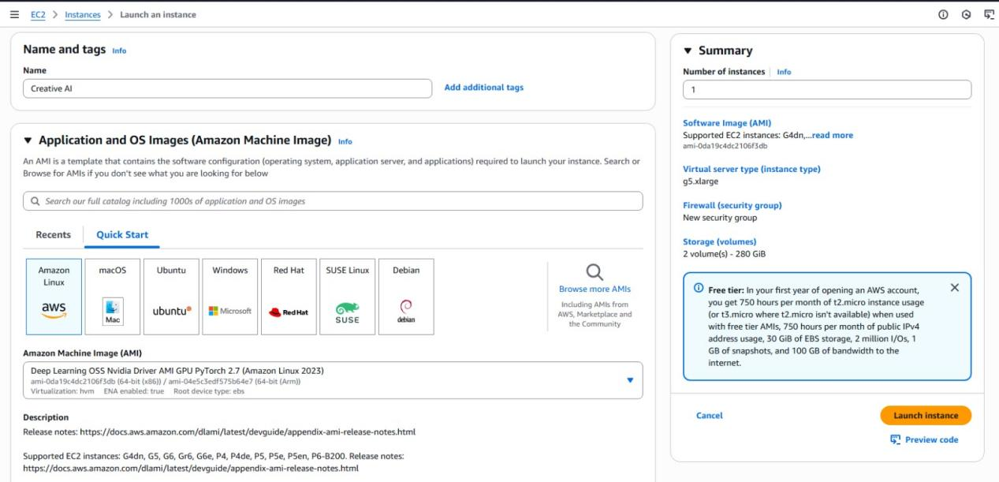 EC2 > Instances > Launch an instance
Name and tags Info
Name
Creative AI
Add additional tags
Application and OS Images (Amazon Machine Image) Info
An AMI is a template that contains the software configuration (operating system, application server, and applications) required to launch your instance. Search or
Browse for AMIs if you don't see what you are looking for below
Search our full catalog including 1000s of application and OS images
Recents
Quick Start
Amazon
Linux
aws
macOS
Mac
Ubuntu
ubuntu
Windows
Microsoft
Red Hat
Red Hat
SUSE Linux
SUSE
Debian
debian
Browse more AMIs
Including AMIs from
AWS, Marketplace and
the Community
Amazon Machine Image (AMI)
Deep Learning OSS Nvidia Driver AMI GPU PyTorch 2.7 (Amazon Linux 2023)
ami-0da19c4dc2106f3db (64-bit (x86)) / ami-04e5c3edf575b64e7 (64-bit (Arm))
Virtualization: hvm ENA enabled: true Root device type: ebs
Description
Release notes: https://docs.aws.amazon.com/dlami/latest/devguide/appendix-ami-release-notes.html
Supported EC2 instances: G4dn, G5, G6, Gr6, G6e, P4, P4de, P5, P5e, P5en, P6-B200. Release notes:
https://docs.aws.amazon.com/dlami/latest/devguide/appendix-ami-release-notes.html
Summary
Number of instances Info
1
Software Image (AMI)
Supported EC2 instances: G4dn,...read more
ami-0da19c4dc2106f3db
Virtual server type (instance type)
g5.xlarge
Firewall (security group)
New security group
Storage (volumes)
2 volume(s) - 280 GiB
Free tier: In your first year of opening an AWS account,
you get 750 hours per month of t2.micro instance usage
(or t3.micro where t2.micro isn't available) when used
with free tier AMIs, 750 hours per month of public IPv4
address usage, 30 GiB of EBS storage, 2 million I/Os, 1
GB of snapshots, and 100 GB of bandwidth to the
internet.
Cancel
Launch instance
Preview code